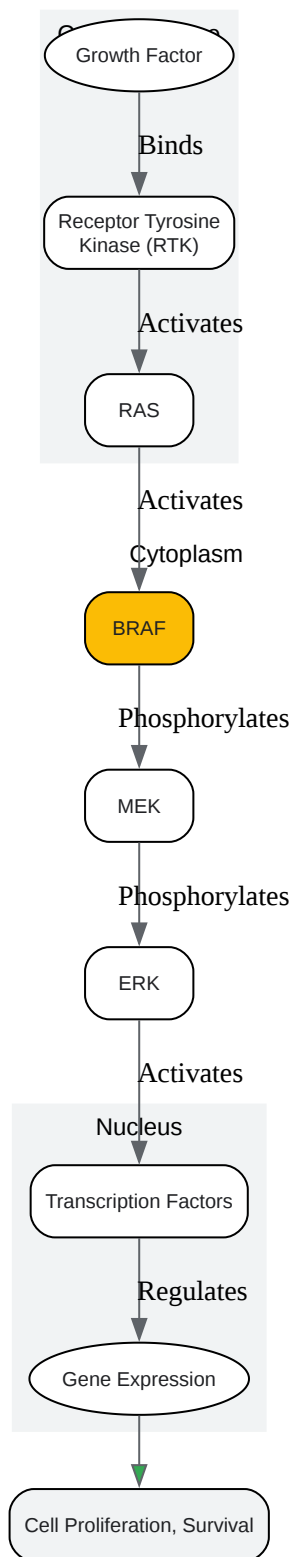 Growth Factor
Binds
Receptor Tyrosine
Kinase (RTK)
Activates
RAS
Activates
Cytoplasm
BRAF
Phosphorylates
MEK
Phosphorylates
ERK
Activates
Nucleus
Transcription Factors
Regulates
Gene Expression
Cell Proliferation, Survival